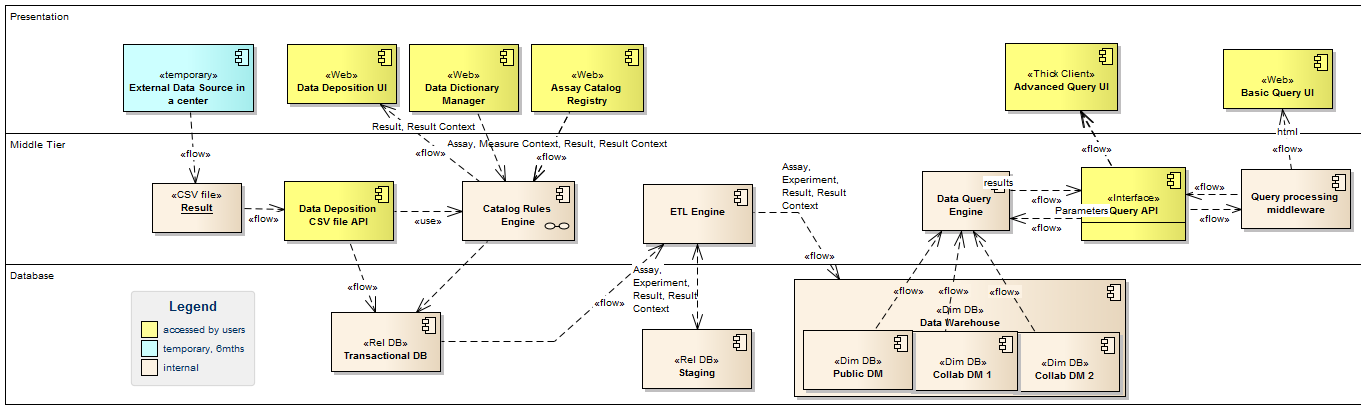 Presentation
«temporary»
External Data Source in
a center
«Web»
Data Deposition UI
«Web»
Data Dictionary
Manager
«Web»
Assay Catalog
Registry
«Thick Client»
Advanced Query UI
«Web»
Basic Query UI
Result, Result Context
html
Middle Tier
Assay, Measure Context, Result, Result Context
«flow»
«flow»
«flow»
«flow»
«flow»
«CSV file»
Result
«flow»
Data Deposition
CSV file API
«use»
Catalog Rules
Engine
ETL Engine
Assay,
Experiment,
Result, Result
Context
Data Query
Engine
results
«flow»
Parameters
«flow»
«Interface»
Query API
«flow»
«flow»
Query processing
middleware
Database
«flow»
«flow»
Assay,
Experiment,
Result, Result
Context
«flow»
Legend
accessed by users
temporary, 6mths
internal
«Rel DB»
Transactional DB
«Rel DB»
Staging
«flow»
«flow»
«flow»
«Dim DB»
Data Warehouse
«Dim DB»
Public DM
«Dim DB»
Collab DM 1
«Dim DB»
Collab DM 2